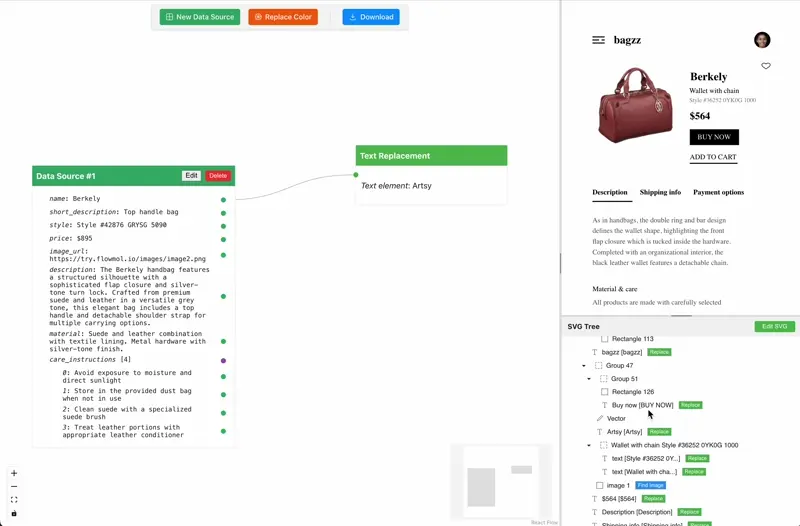 New Data Source
Replace Color
Download
Data Source #1
Edit
Delete
name: Berkely
short_description: Top handle bag
style: Style #42876 GRYSG 5090
price: $895
image_url:
https://try.flowmol.io/images/image2.png
description: The Berkely handbag features
a structured silhouette with a
sophisticated flap closure and silver-
tone turn lock. Crafted from premium
suede and leather in a versatile grey
tone, this elegant bag includes a top
handle and detachable shoulder strap for
multiple carrying options.
material: Suede and leather combination
with textile lining. Metal hardware with
silver-tone finish.
care_instructions [4]
0: Avoid exposure to moisture and
direct sunlight
1: Store in the provided dust bag
when not in use
2: Clean suede with a specialized
suede brush
3: Treat leather portions with
appropriate leather conditioner
Text Replacement
Text element: Artsy
React Flow
bagzz
Berkely
Wallet with chain
Style #36252 0YK0G 1000
$564
BUY NOW
ADD TO CART
Description
Shipping info
Payment options
As in handbags, the double ring and bar design
defines the wallet shape, highlighting the front
flap closure which is tucked inside the hardware.
Completed with an organizational interior, the
black leather wallet features a detachable chain.
Material & care
All products are made with carefully selected
SVG Tree
Edit SVG
Rectangle 113
bagzz [bagzz] Replace
Group 47
Group 51
Rectangle 126
Buy now [BUY NOW] Replace
Vector
Artsy [Artsy] Replace
Wallet with chain Style #36252 0YK0G 1000
text [Style #36252 0Y...] Replace
text [Wallet with cha...] Replace
image 1 Find Image
$564 [$564] Replace
Description [Description] Replace
Shipping info [Shipping info] Replace